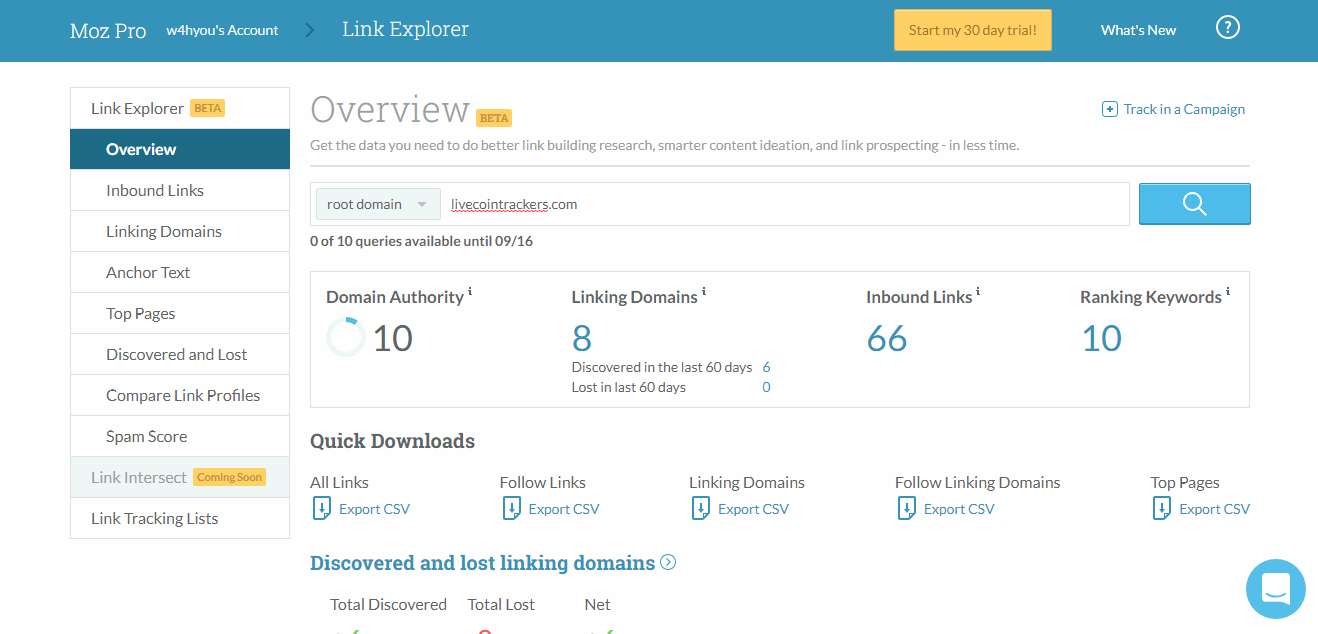 Moz Pro w4hyou's Account Link Explorer Start my 30 day trial! What's New ?
Link Explorer BETA
Overview
Inbound Links
Linking Domains
Anchor Text
Top Pages
Discovered and Lost
Compare Link Profiles
Spam Score
Link Intersect Coming Soon
Link Tracking Lists
Overview BETA
Track in a Campaign
Get the data you need to do better link building research, smarter content ideation, and link prospecting - in less time.
root domain livecointrackers.com
0 of 10 queries available until 09/16
Domain Authority i Linking Domains i Inbound Links i Ranking Keywords i
10 8 66 10
Discovered in the last 60 days 6
Lost in last 60 days 0
Quick Downloads
All Links Follow Links Linking Domains Follow Linking Domains Top Pages
Export CSV Export CSV Export CSV Export CSV Export CSV
Discovered and lost linking domains
Total Discovered Total Lost Net